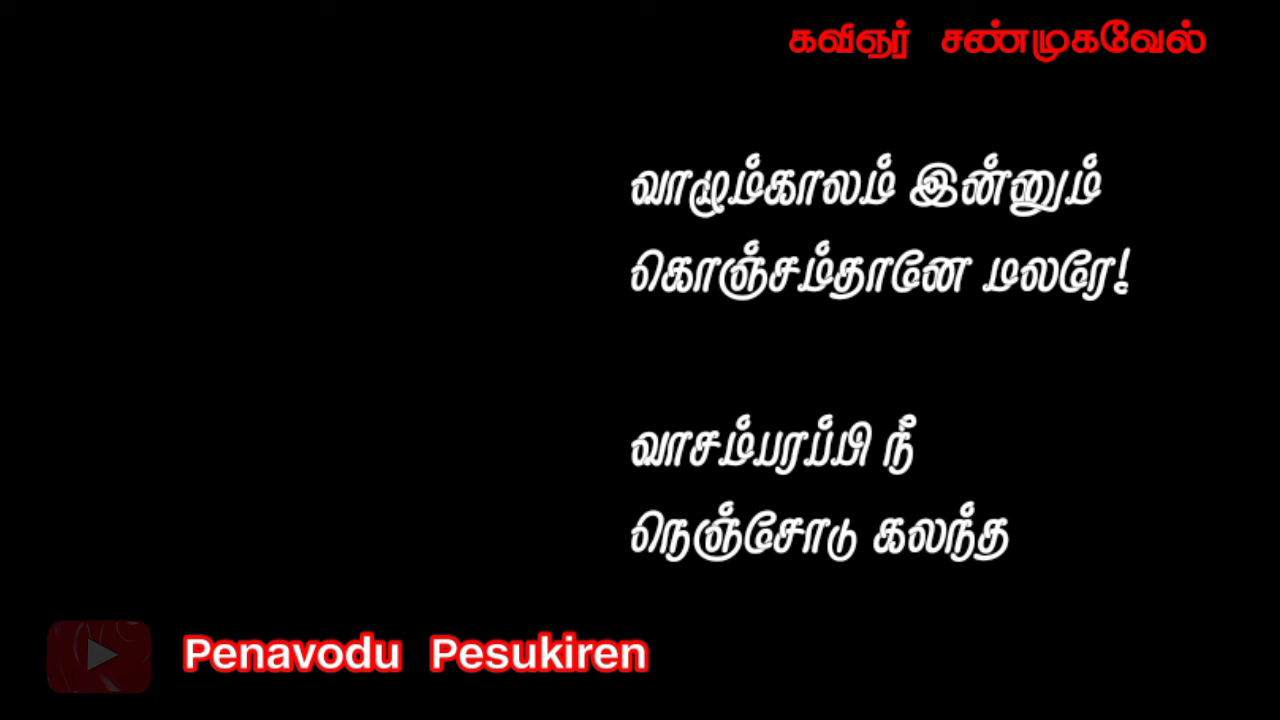 கவிஞர் சண்முகவேல்
வாழும்காலம் இன்னும்
கொஞ்சம்தானே மலரே!
வாசம்பரப்பி நீ
நெஞ்சோடு கலந்த
Penavodu Pesukiren